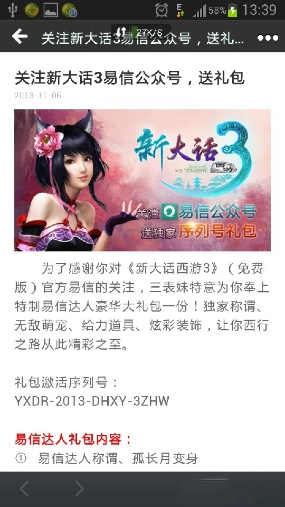 27K/s
58%
13:39
关注新大话3易信公众号，送礼...
关注新大话3易信公众号，送礼包
2013-11-06
新大话3
关注易信公众号
送独家 序列号礼包
为了感谢你对《新大话西游3》（免费
版）官方易信的关注，三表妹特意为你奉上
特制易信达人豪华大礼包一份！独家称谓、
无敌萌宠、给力道具、炫彩装饰，让你西行
之路从此精彩之至。
礼包激活序列号：
YXDR-2013-DHXY-3ZHW
易信达人礼包内容：
① 易信达人称谓、孤长月变身